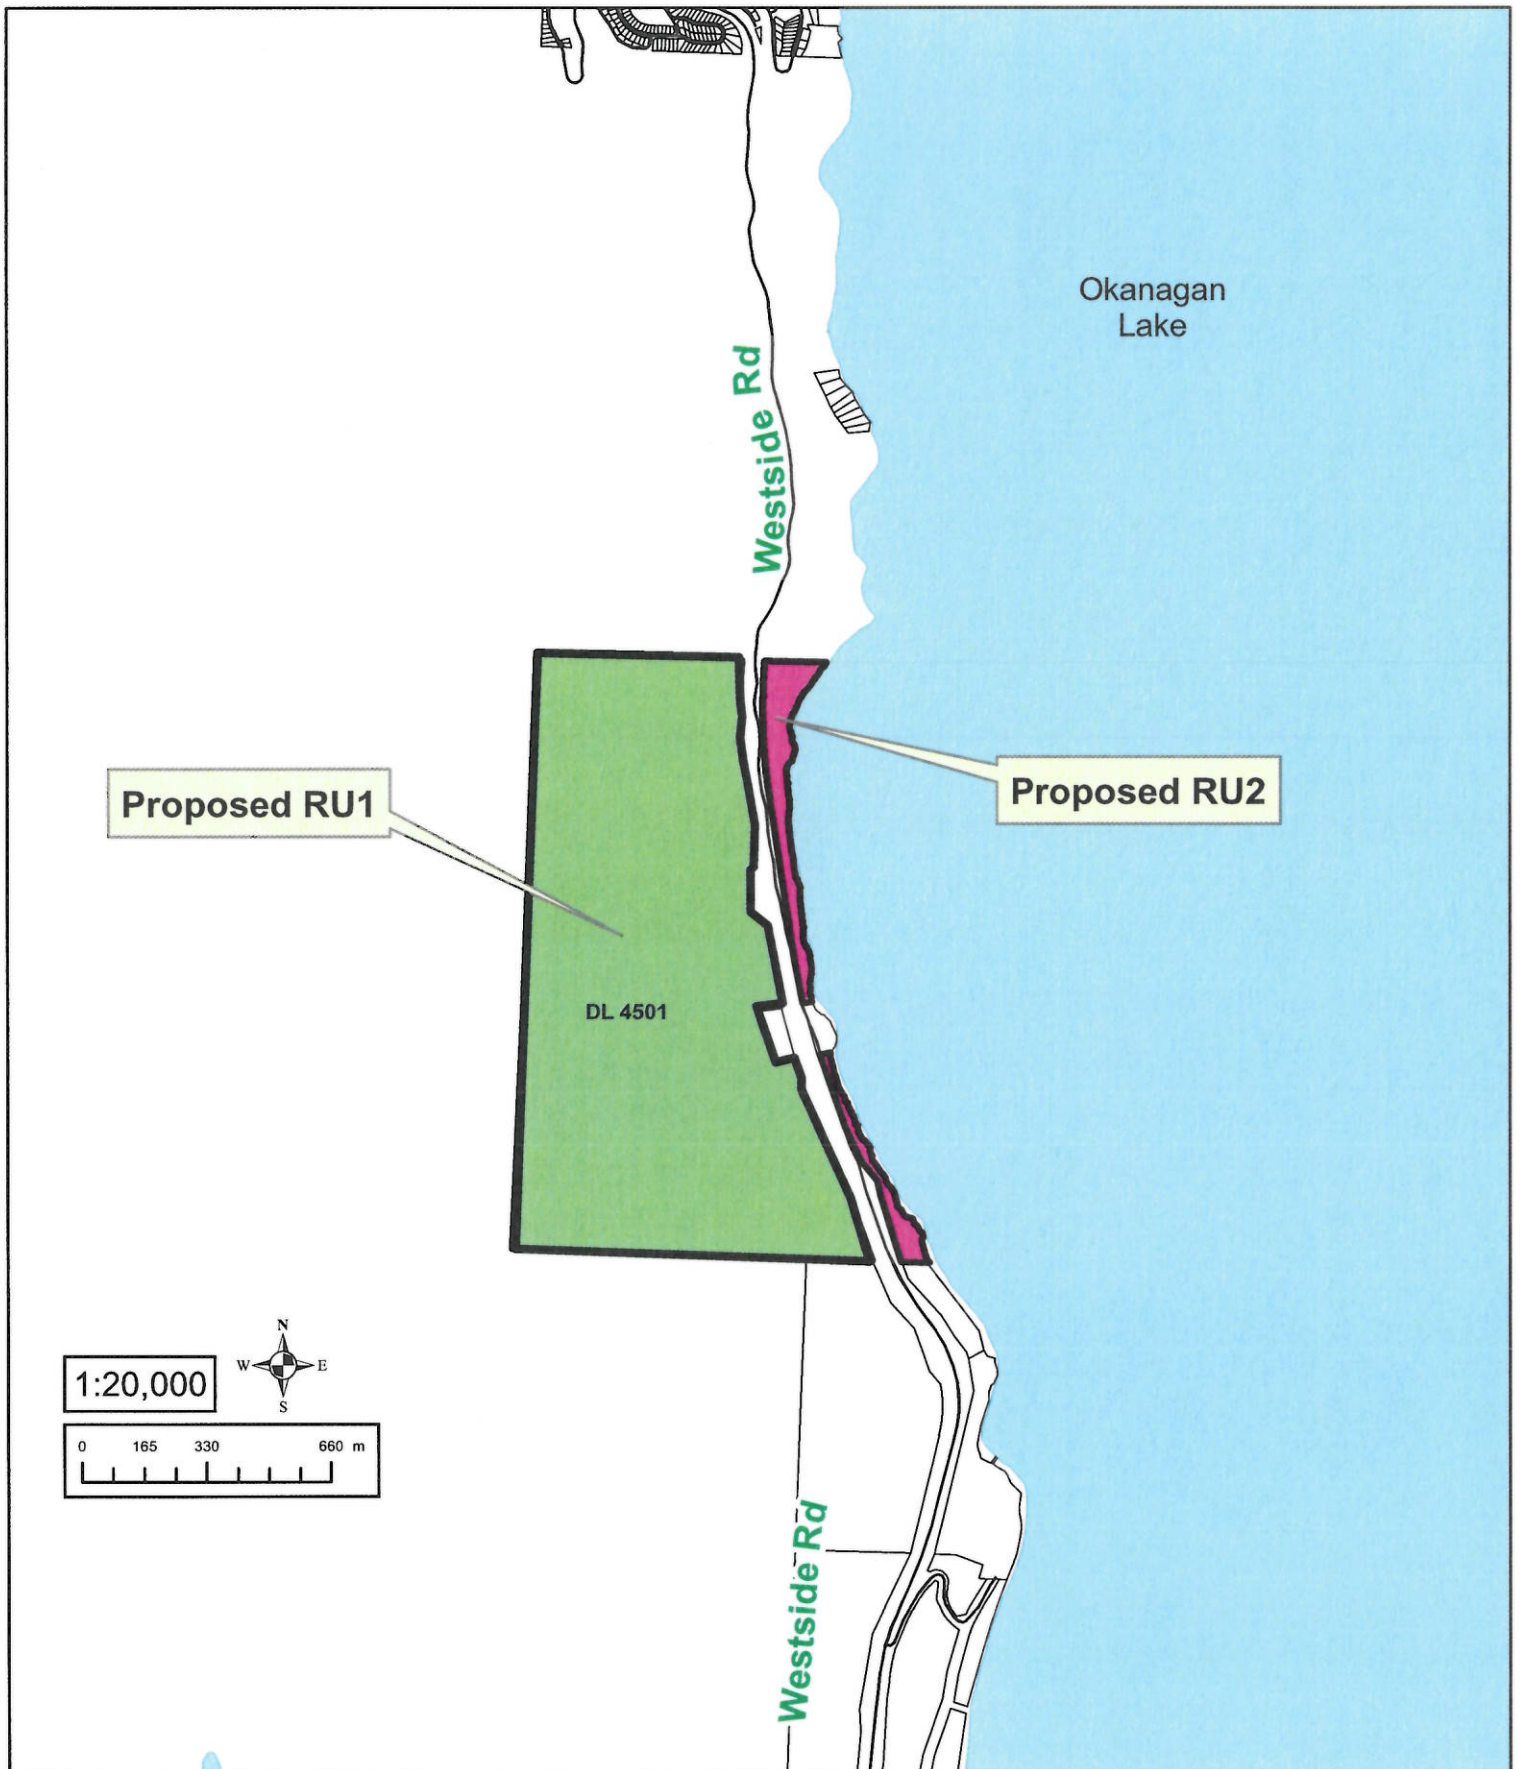 Okanagan
Lake
Westside Rd
Proposed RU1
Proposed RU2
DL 4501
N
W E
S
1:20,000
0 165 330 660 m
Westside Rd